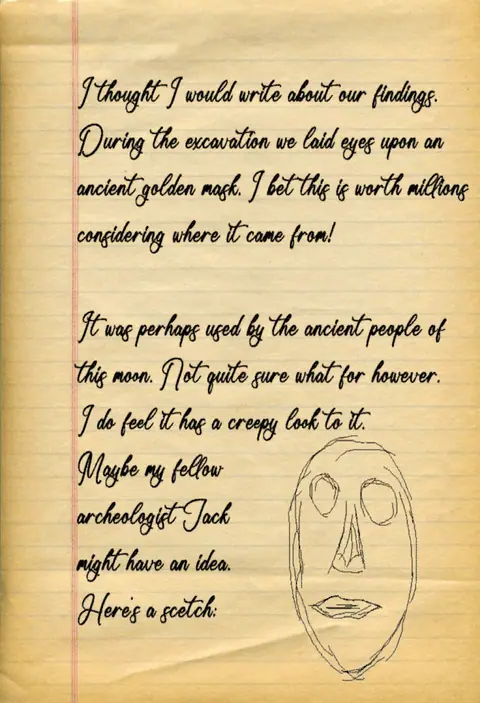 I thought I would write about our findings.
During the excavation we laid eyes upon an
ancient golden mask. I bet this is worth millions
considering where it came from!
It was perhaps used by the ancient people of
this moon. Not quite sure what for however.
I do feel it has a creepy look to it.
Maybe my fellow
archeologist Jack
might have an idea.
Here's a scetch: